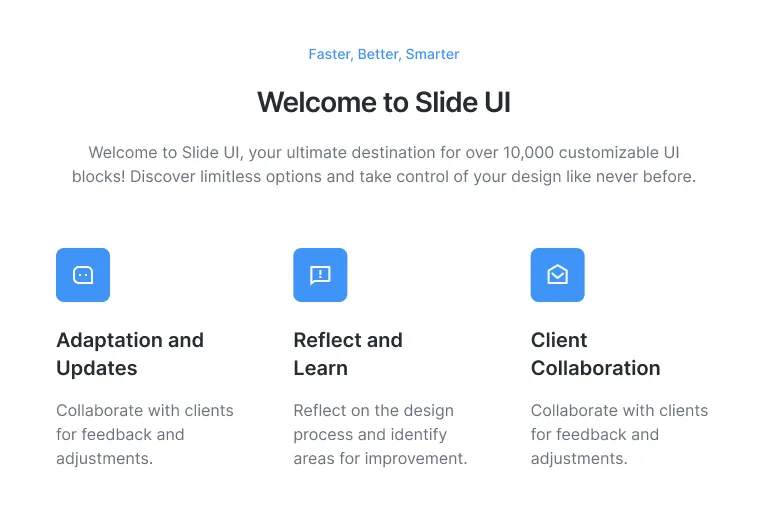 Faster, Better, Smarter
Welcome to Slide UI
Welcome to Slide UI, your ultimate destination for over 10,000 customizable UI
blocks! Discover limitless options and take control of your design like never before.
Adaptation and
Updates
Collaborate with clients
for feedback and
adjustments.
Reflect and
Learn
Reflect on the design
process and identify
areas for improvement.
Client
Collaboration
Collaborate with clients
for feedback and
adjustments.